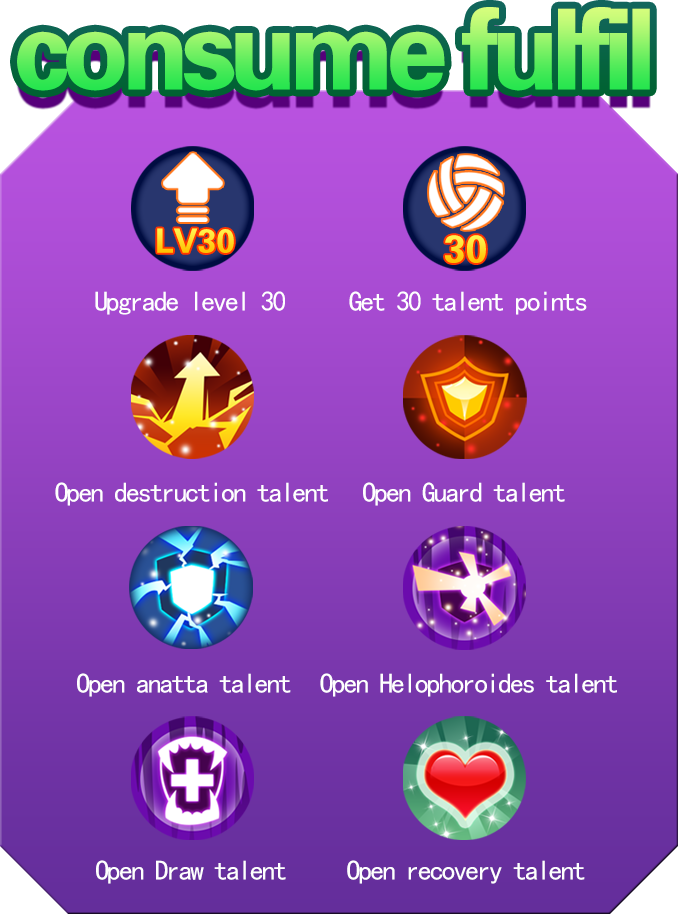 consume fulfil
LV30
30
Upgrade level 30
Get 30 talent points
Open destruction talent
Open Guard talent
Open anatta talent
Open Helophoroides talent
Open Draw talent
Open recovery talent